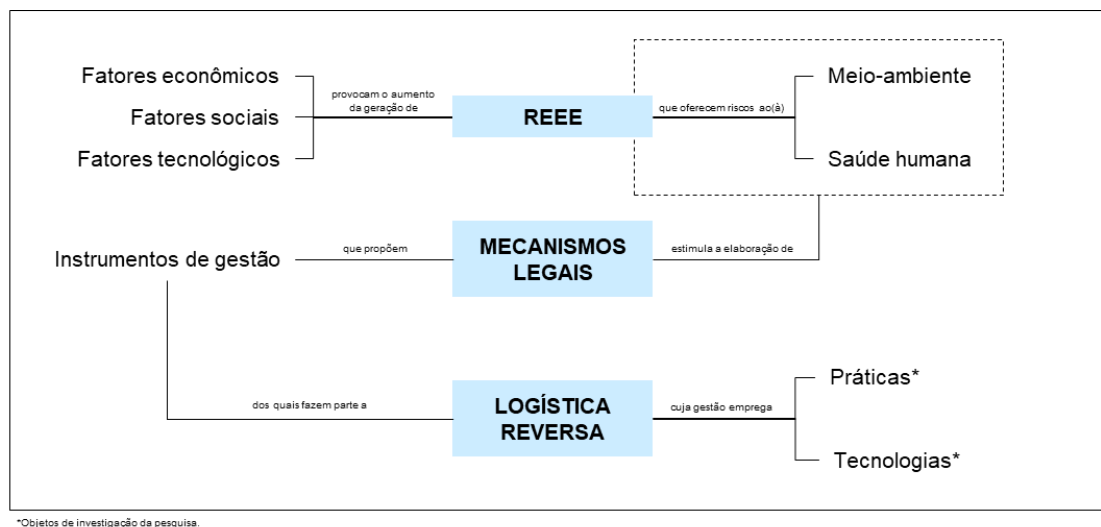 Fatores econômicos
Fatores sociais
Fatores tecnológicos
provocam o aumento
da geração de
REEE
que oferecem riscos ao(à)
Meio-ambiente
Saúde humana
Instrumentos de gestão
que propõem
MECANISMOS
LEGAIS
estimula a elaboração de
dos quais fazem parte a
LOGÍSTICA
REVERSA
cuja gestão emprega
Práticas*
Tecnologias*
*Objetos de investigação da pesquisa.